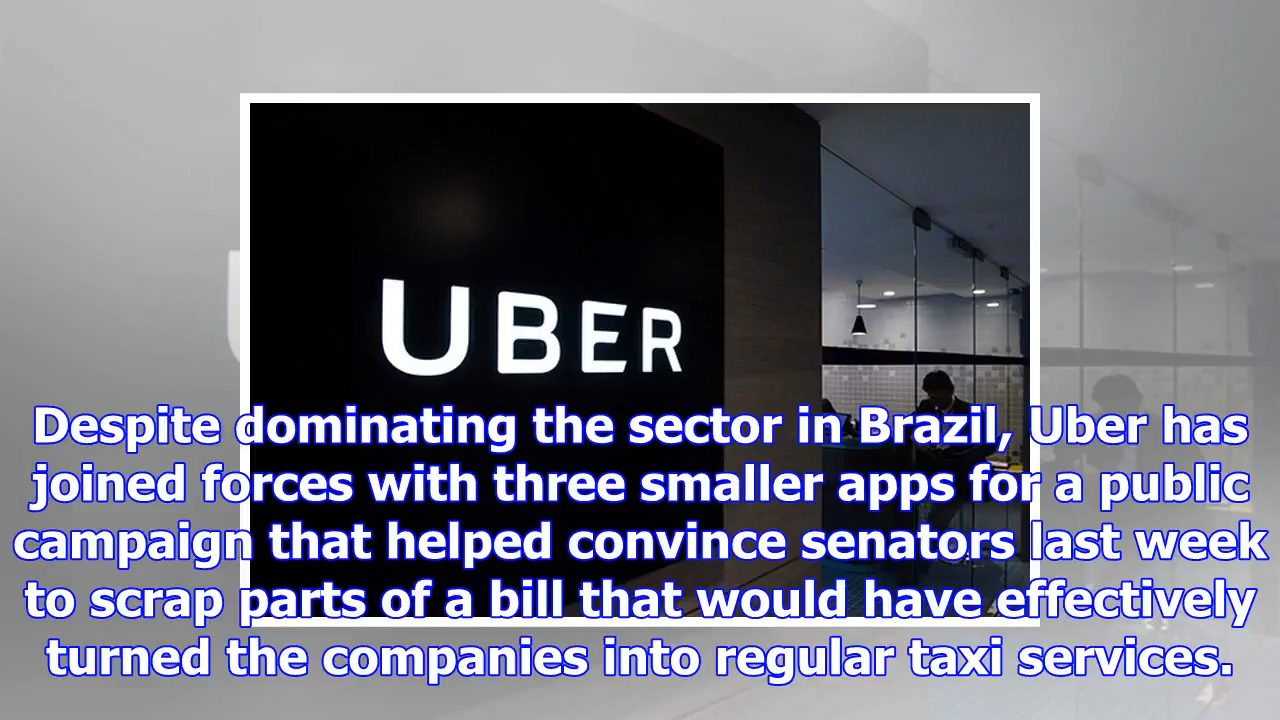 UBER
Despite dominating the sector in Brazil, Uber has
joined forces with three smaller apps for a public
campaign that helped convince senators last week
to scrap parts of a bill that would have effectively
turned the companies into regular taxi services.